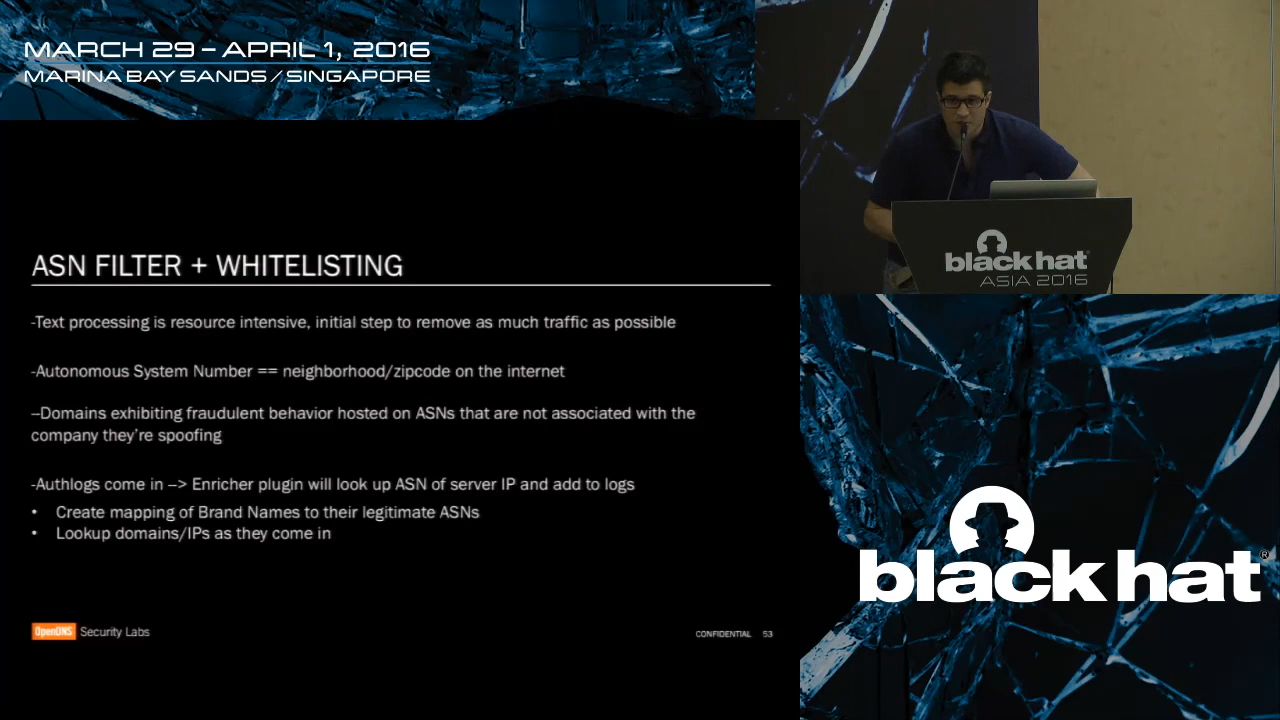 MARCH 29 – APRIL 1, 2016
MARINA BAY SANDS / SINGAPORE
ASN FILTER + WHITELISTING
-Text processing is resource intensive, initial step to remove as much traffic as possible
-Autonomous System Number == neighborhood/zipcode on the internet
–Domains exhibiting fraudulent behavior hosted on ASNs that are not associated with the
company they're spoofing
-Authlogs come in –> Enricher plugin will look up ASN of server IP and add to logs
• Create mapping of Brand Names to their legitimate ASNs
• Lookup domains/IPs as they come in
OpenDNS Security Labs
CONFIDENTIAL 53
black hat
ASIA 2016
black hat®